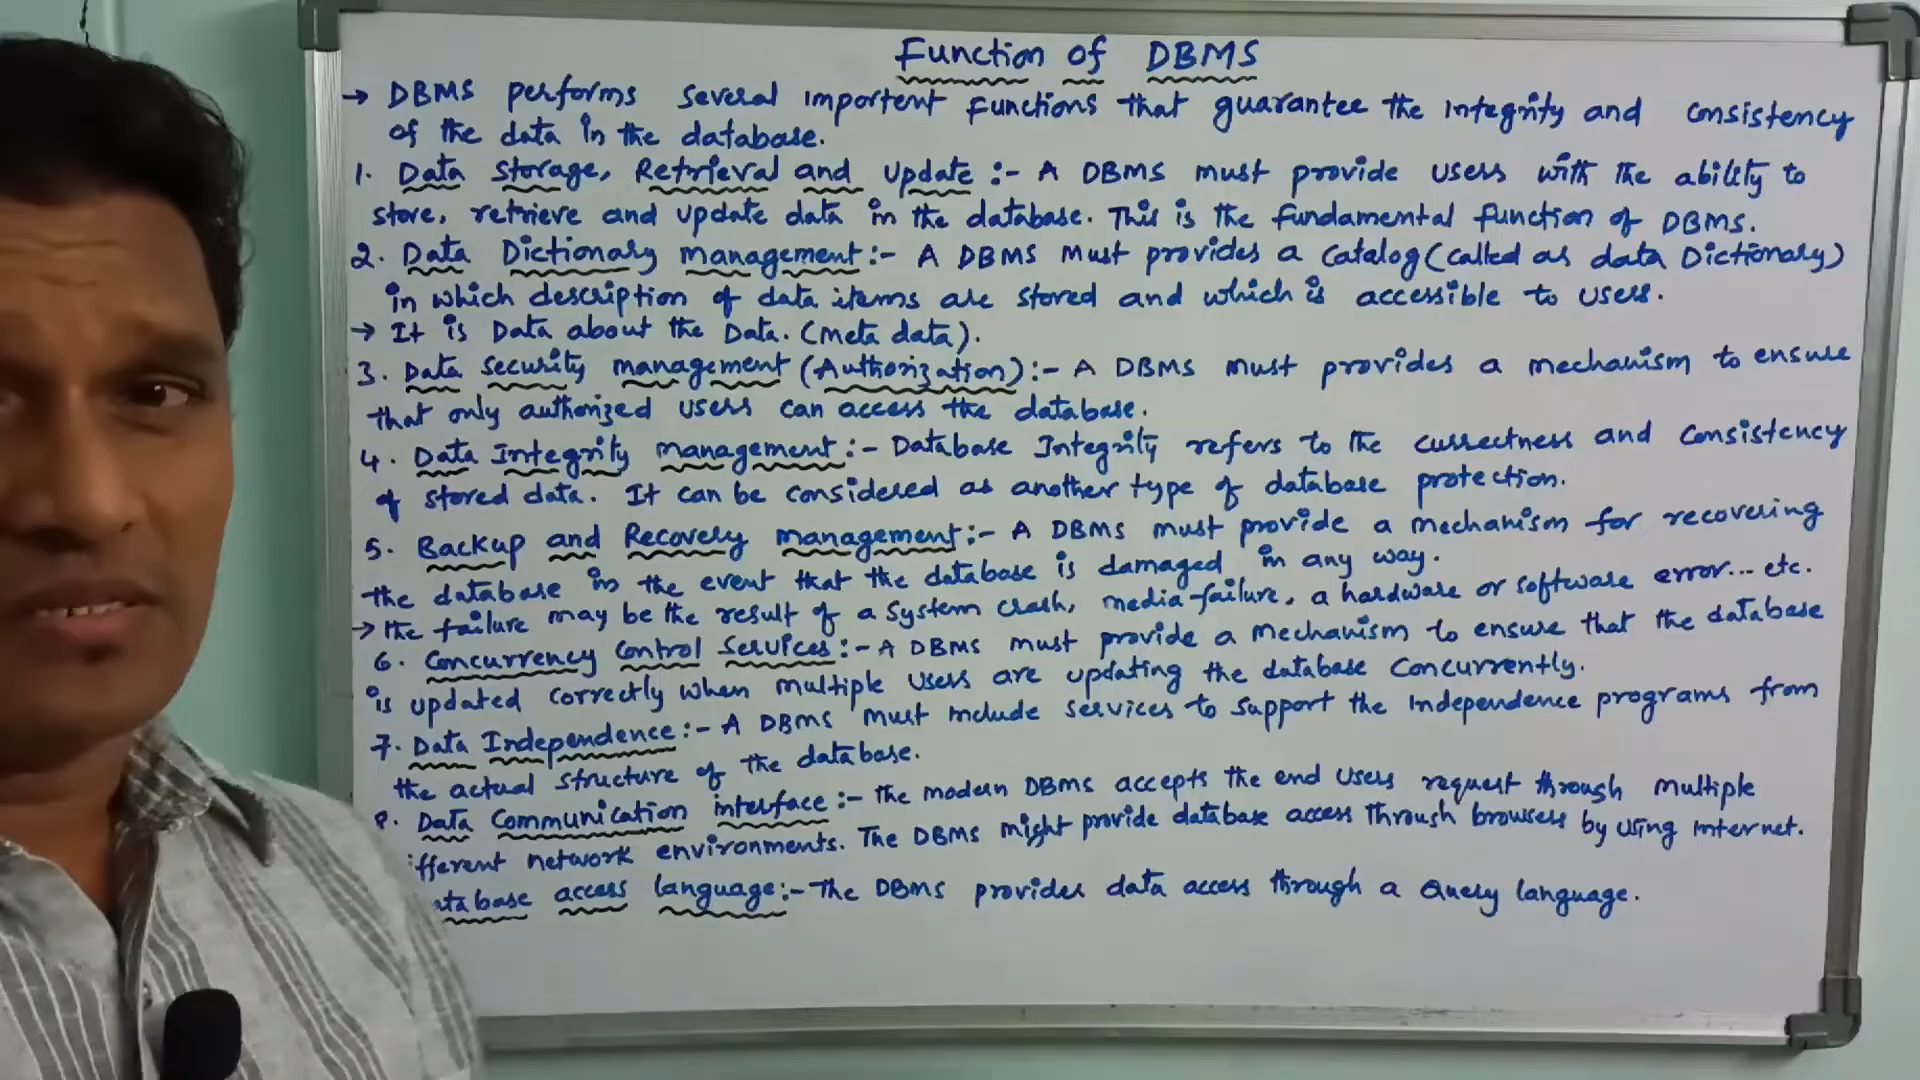 Function of DBMS
→ DBMS performs several importent functions that guarantee the integrity and consistency
of the data in the database.
1. Data storage, Retrieval and update :- A DBMS must provide users with the ability to
store, retrieve and update data in the database. This is the fundamental function of DBMS.
2. Data Dictionary management :- A DBMS must provides a catalog (called as data Dictionary)
in which description of data items are stored and which is accessible to users.
→ It is Data about the Data. (meta data).
3. Data security management (Authorization) :- A DBMS must provides a mechanism to ensure
that only authorized users can access the database.
4. Data Integrity management :- Database Integrity refers to the currectness and consistency
of stored data. It can be considered as another type of database protection.
5. Backup and Recovery management :- A DBMS must provide a mechanism for recovering
the database in the event that the database is damaged in any way.
→ the failure may be the result of a system crash, media failure, a hardware or software error... etc.
6. Concurrency control services :- A DBMS must provide a mechanism to ensure that the database
is updated correctly when multiple users are updating the database concurrently.
7. Data Independence :- A DBMS must include services to support the independence programs from
the actual structure of the database.
8. Data communication interface :- the modern DBMS accepts the end users request through multiple
ifferent network environments. The DBMS might provide database access through browsers by using internet.
atabase access language :- The DBMS provides data access through a Query language.